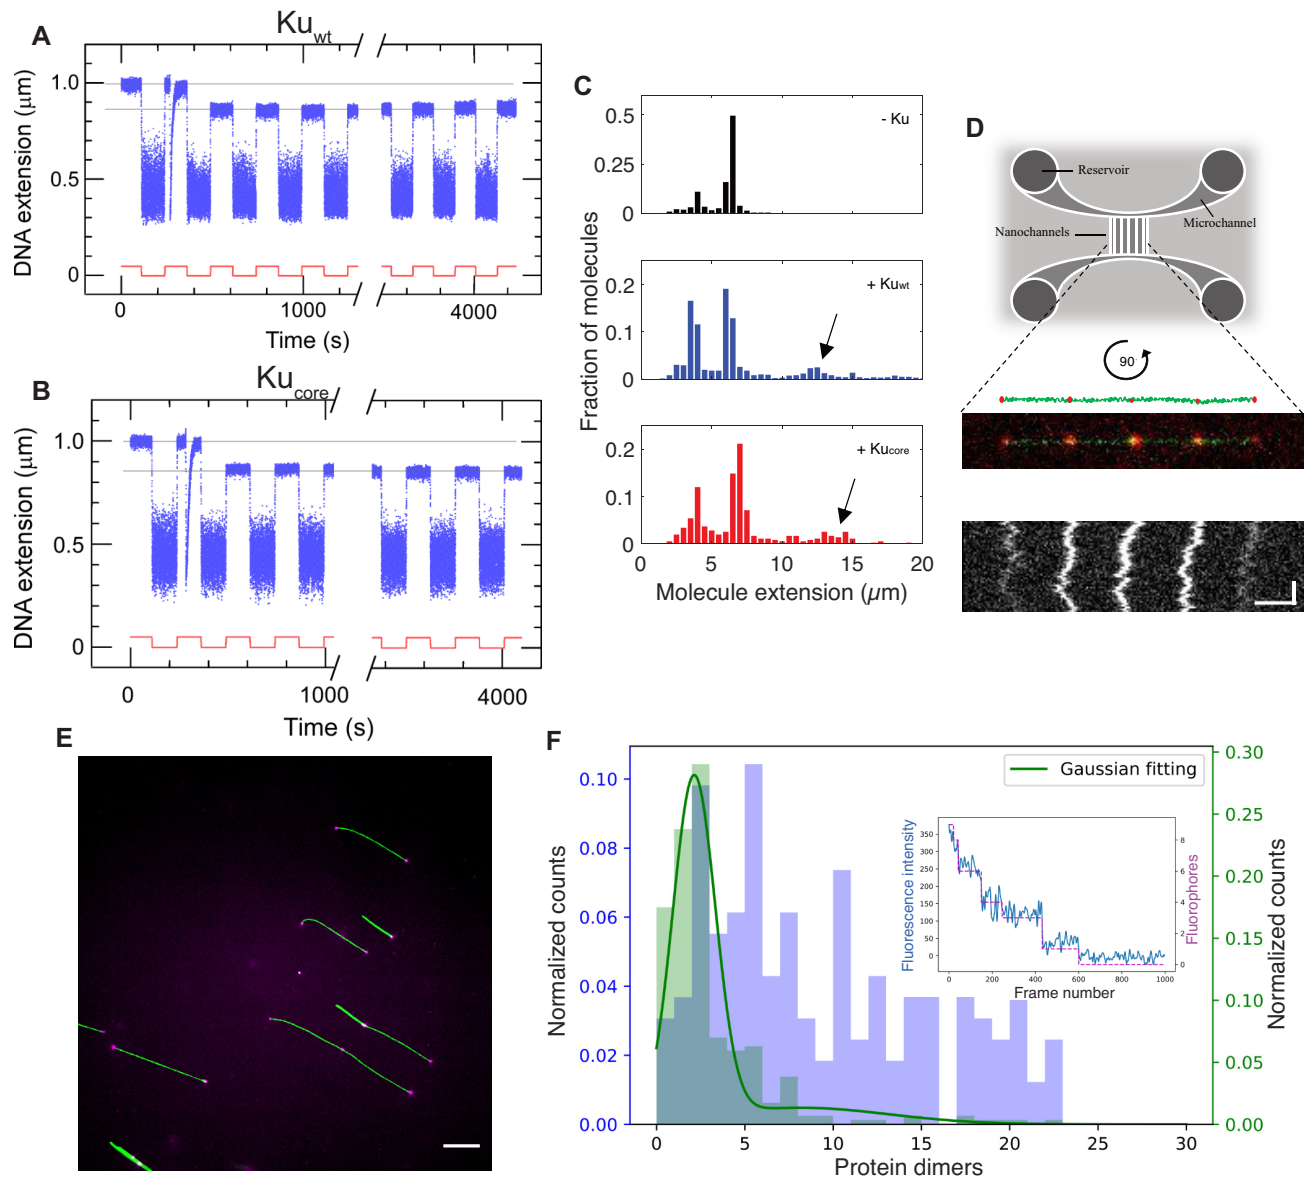 A
Ku_wt
DNA extension (μm)
1.0
0.5
0
0
1000
4000
Time (s)
B
Ku_core
DNA extension (μm)
1.0
0.5
0
0
1000
4000
Time (s)
C
Fraction of molecules
0.5
0.25
0
- Ku
0.2
0.1
0
+ Kuwt
0.2
0.1
0
+ Kucore
0
5
10
15
20
Molecule extension (μm)
D
Reservoir
Microchannel
Nanochannels
90°
E
F
Normalized counts
0.10
0.08
0.06
0.04
0.02
0.00
0
5
10
15
20
25
30
Protein dimers
Gaussian fitting
0.30
0.25
0.20
0.15
0.10
0.05
0.00
Normalized counts
Fluorescence intensity
350
300
250
200
150
100
50
0
0
200
400
600
800
1000
Frame number
8
6
4
2
0
Fluorophores